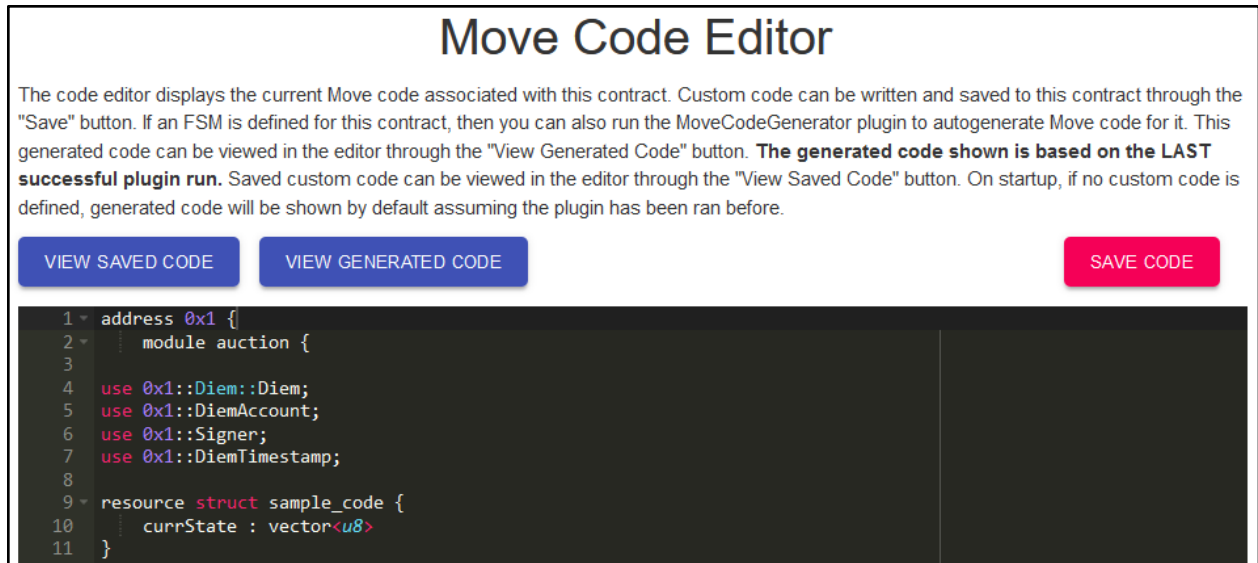 Move Code Editor
The code editor displays the current Move code associated with this contract. Custom code can be written and saved to this contract through the
"Save" button. If an FSM is defined for this contract, then you can also run the MoveCodeGenerator plugin to autogenerate Move code for it. This
generated code can be viewed in the editor through the "View Generated Code" button. The generated code shown is based on the LAST
successful plugin run. Saved custom code can be viewed in the editor through the "View Saved Code" button. On startup, if no custom code is
defined, generated code will be shown by default assuming the plugin has been ran before.
VIEW SAVED CODE VIEW GENERATED CODE SAVE CODE
1 address 0x1 {
2 module auction {
3
4 use 0x1::Diem::Diem;
5 use 0x1::DiemAccount;
6 use 0x1::Signer;
7 use 0x1::DiemTimestamp;
8
9 resource struct sample_code {
10 currState : vector<u8>
11 }